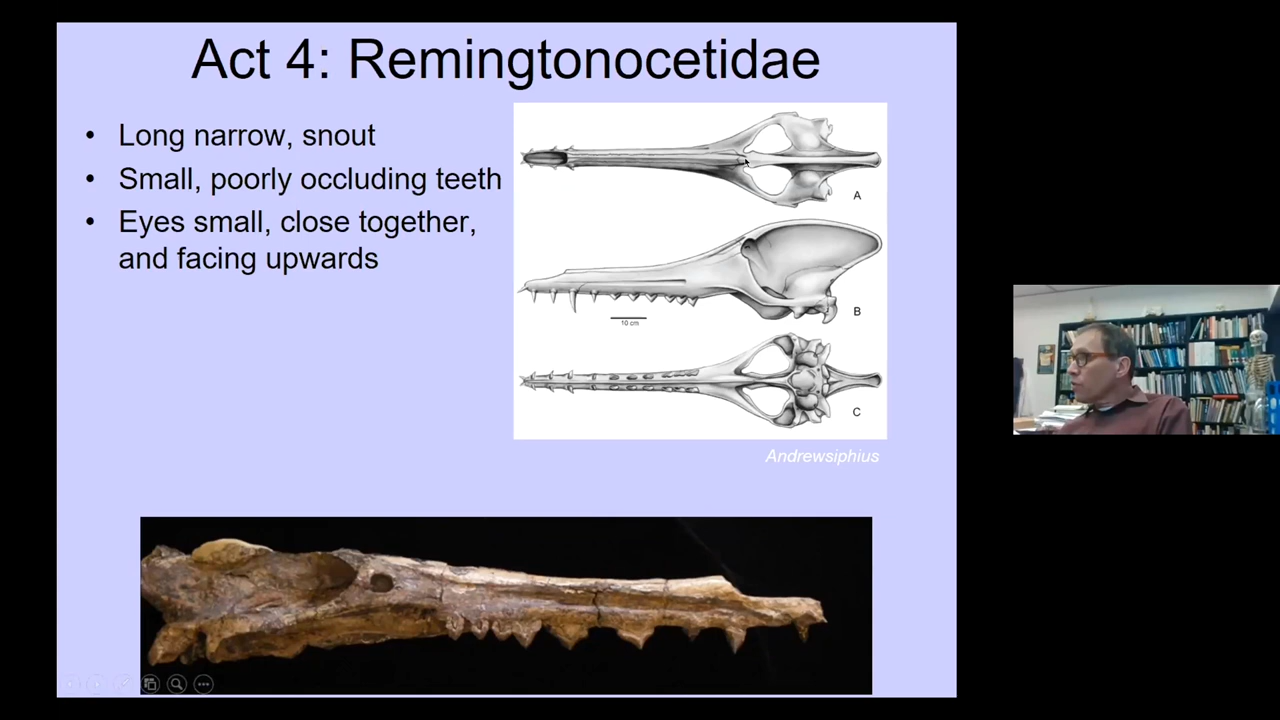 Act 4: Remingtonocetidae
• Long narrow, snout
• Small, poorly occluding teeth
• Eyes small, close together,
and facing upwards
A
B
10 cm
C
Andrewsiphius